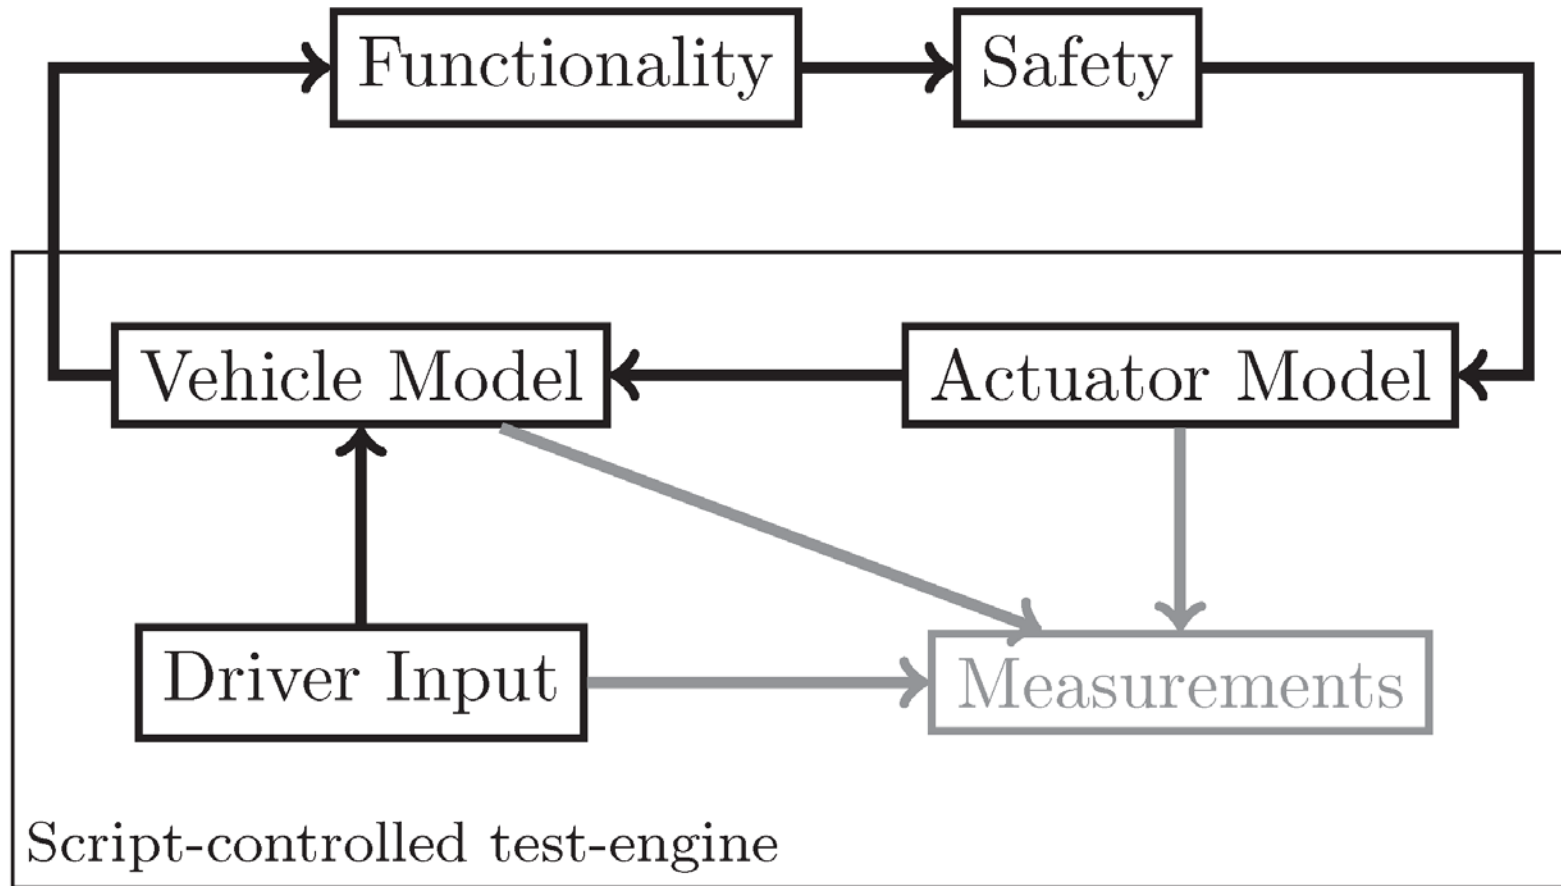 Functionality
Safety
Vehicle Model
Actuator Model
Driver Input
Measurements
Script-controlled test-engine